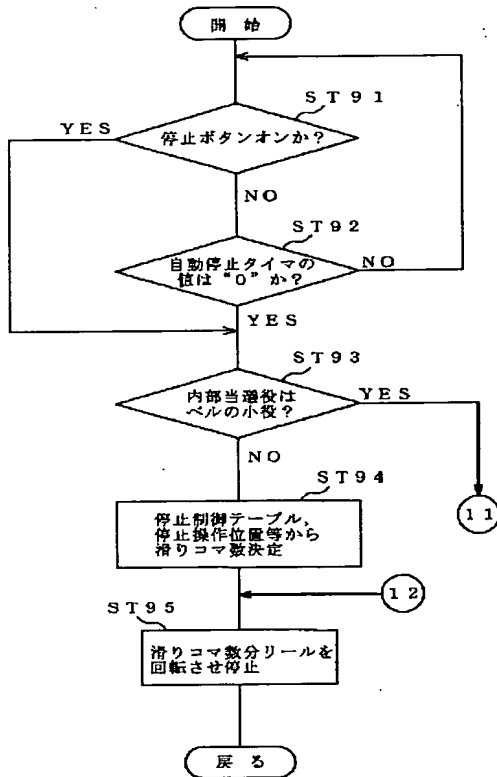 開始
ST91
停止ボタンオンか?
YES
NO
ST92
自動停止タイマの
値は“0”か?
NO
YES
ST93
内部当選役は
ベルの小役?
YES
NO
11
ST94
停止制御テーブル、
停止操作位置等から
滑りコマ数決定
12
ST95
滑りコマ数分リールを
回転させ停止
戻る